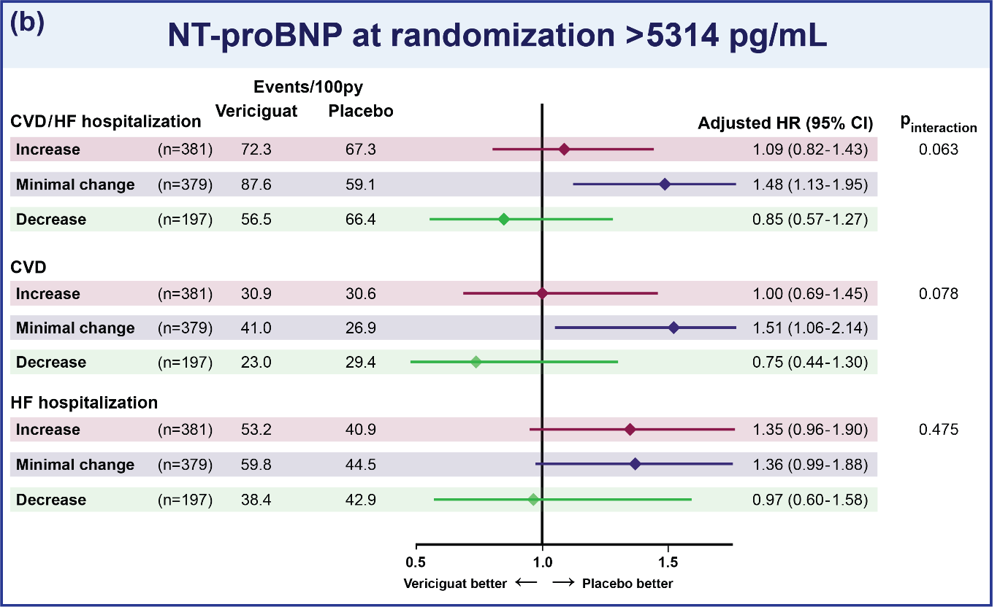 (b)
NT-proBNP at randomization >5314 pg/mL
Events/100py
CVD/HF hospitalization Vericiguat Placebo Adjusted HR (95% CI) pinteraction
Increase (n=381) 72.3 67.3 1.09 (0.82-1.43) 0.063
Minimal change (n=379) 87.6 59.1 1.48 (1.13-1.95)
Decrease (n=197) 56.5 66.4 0.85 (0.57-1.27)
CVD
Increase (n=381) 30.9 30.6 1.00 (0.69-1.45) 0.078
Minimal change (n=379) 41.0 26.9 1.51 (1.06-2.14)
Decrease (n=197) 23.0 29.4 0.75 (0.44-1.30)
HF hospitalization
Increase (n=381) 53.2 40.9 1.35 (0.96-1.90) 0.475
Minimal change (n=379) 59.8 44.5 1.36 (0.99-1.88)
Decrease (n=197) 38.4 42.9 0.97 (0.60-1.58)
0.5 1.0 1.5
Vericiguat better ← → Placebo better